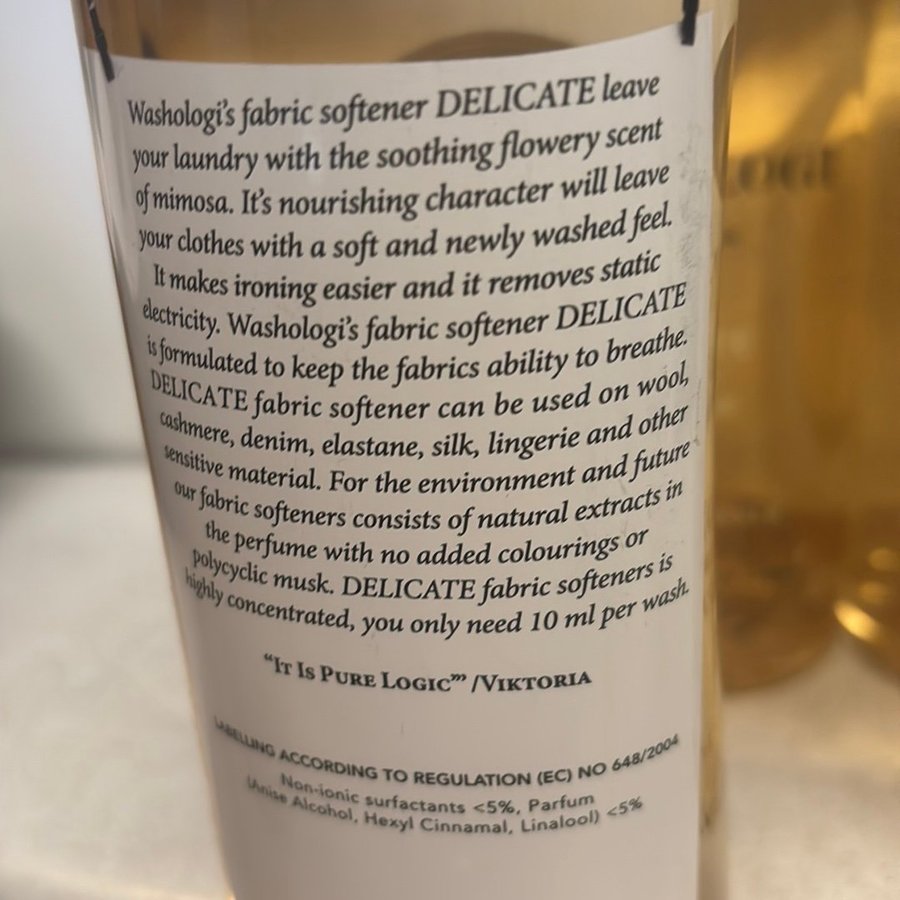 Washologi's fabric softener DELICATE leave
your laundry with the soothing flowery scent
of mimosa. It's nourishing character will leave
your clothes with a soft and newly washed feel.
It makes ironing easier and it removes static
electricity. Washologi's fabric softener DELICATE
is formulated to keep the fabrics ability to breathe.
DELICATE fabric softener can be used on wool,
cashmere, denim, elastane, silk, lingerie and other
sensitive material. For the environment and future
our fabric softeners consists of natural extracts in
the perfume with no added colourings or
polycyclic musk. DELICATE fabric softeners is
highly concentrated, you only need 10 ml per wash.
“It Is Pure Logic”’ /Viktoria
LABELLING ACCORDING TO REGULATION (EC) NO 648/2004
Non-ionic surfactants <5%, Parfum
(Anise Alcohol, Hexyl Cinnamal, Linalool) <5%